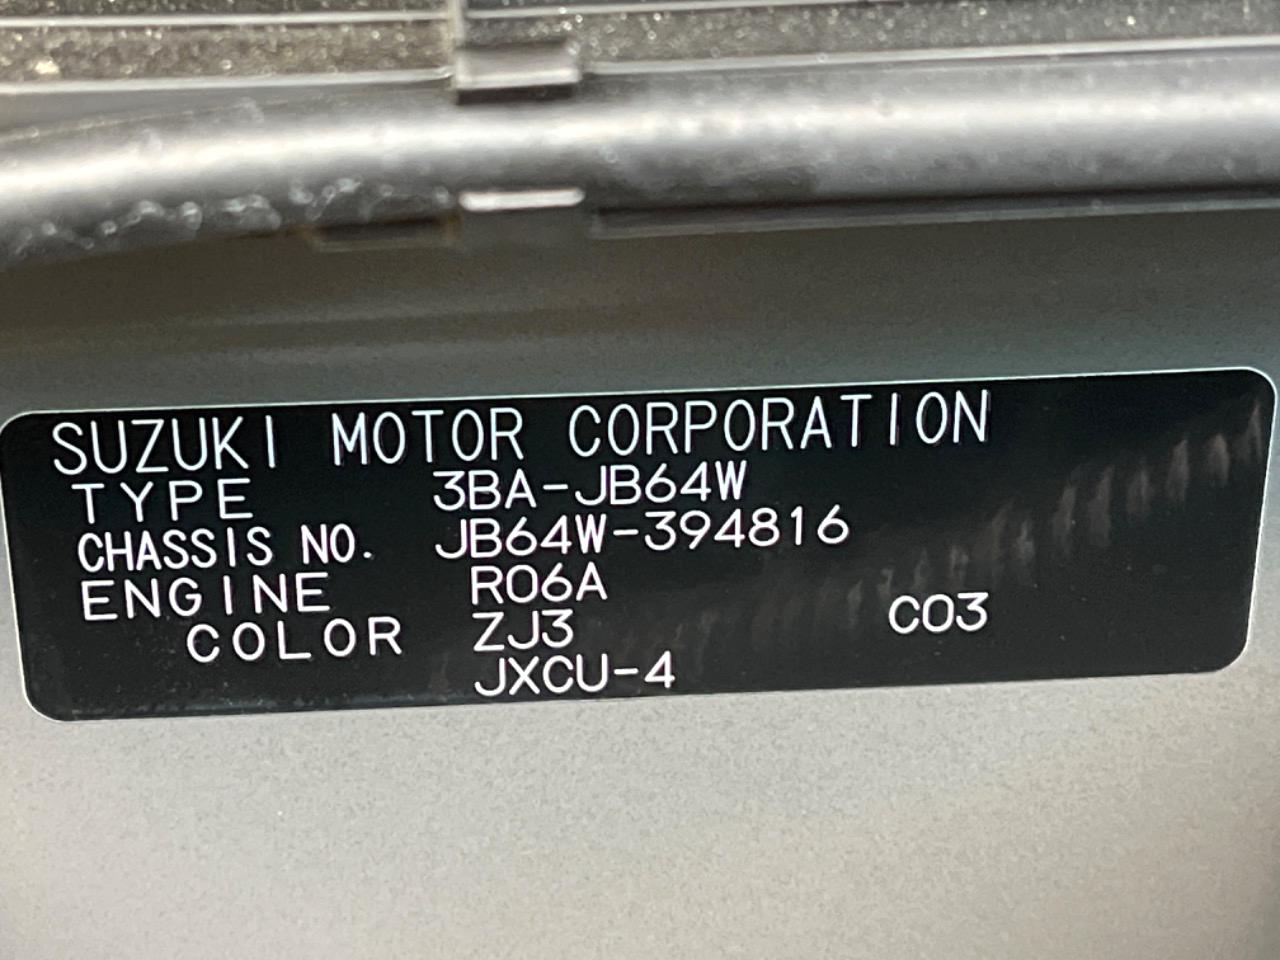 SUZUKI MOTOR CORPORATION
TYPE 3BA-JB64W
CHASSIS NO. JB64W-394816
ENGINE R06A
COLOR ZJ3 C03
JXCU-4